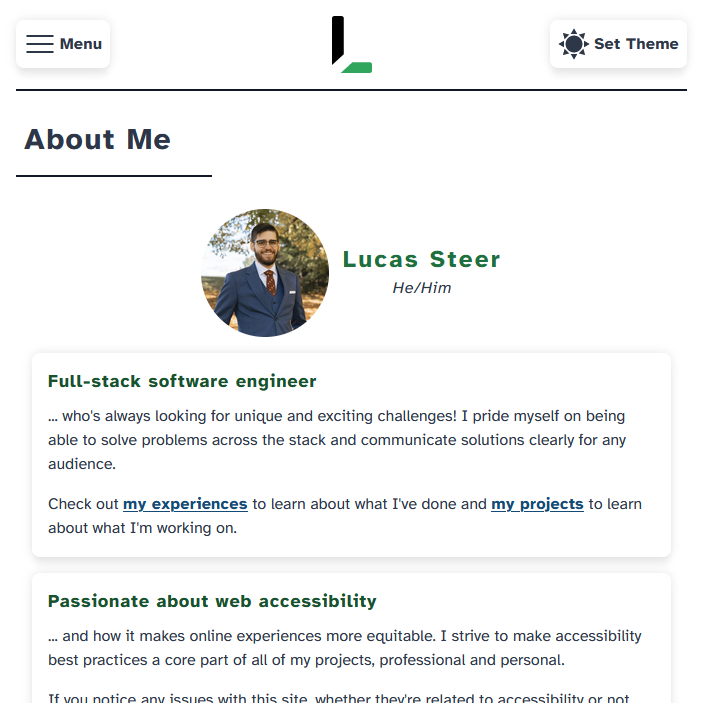 Menu
Set Theme
About Me
Lucas Steer
He/Him
Full-stack software engineer
... who's always looking for unique and exciting challenges! I pride myself on being
able to solve problems across the stack and communicate solutions clearly for any
audience.
Check out my experiences to learn about what I've done and my projects to learn
about what I'm working on.
Passionate about web accessibility
... and how it makes online experiences more equitable. I strive to make accessibility
best practices a core part of all of my projects, professional and personal.
If you notice any issues with this site, whether they're related to accessibility or not,